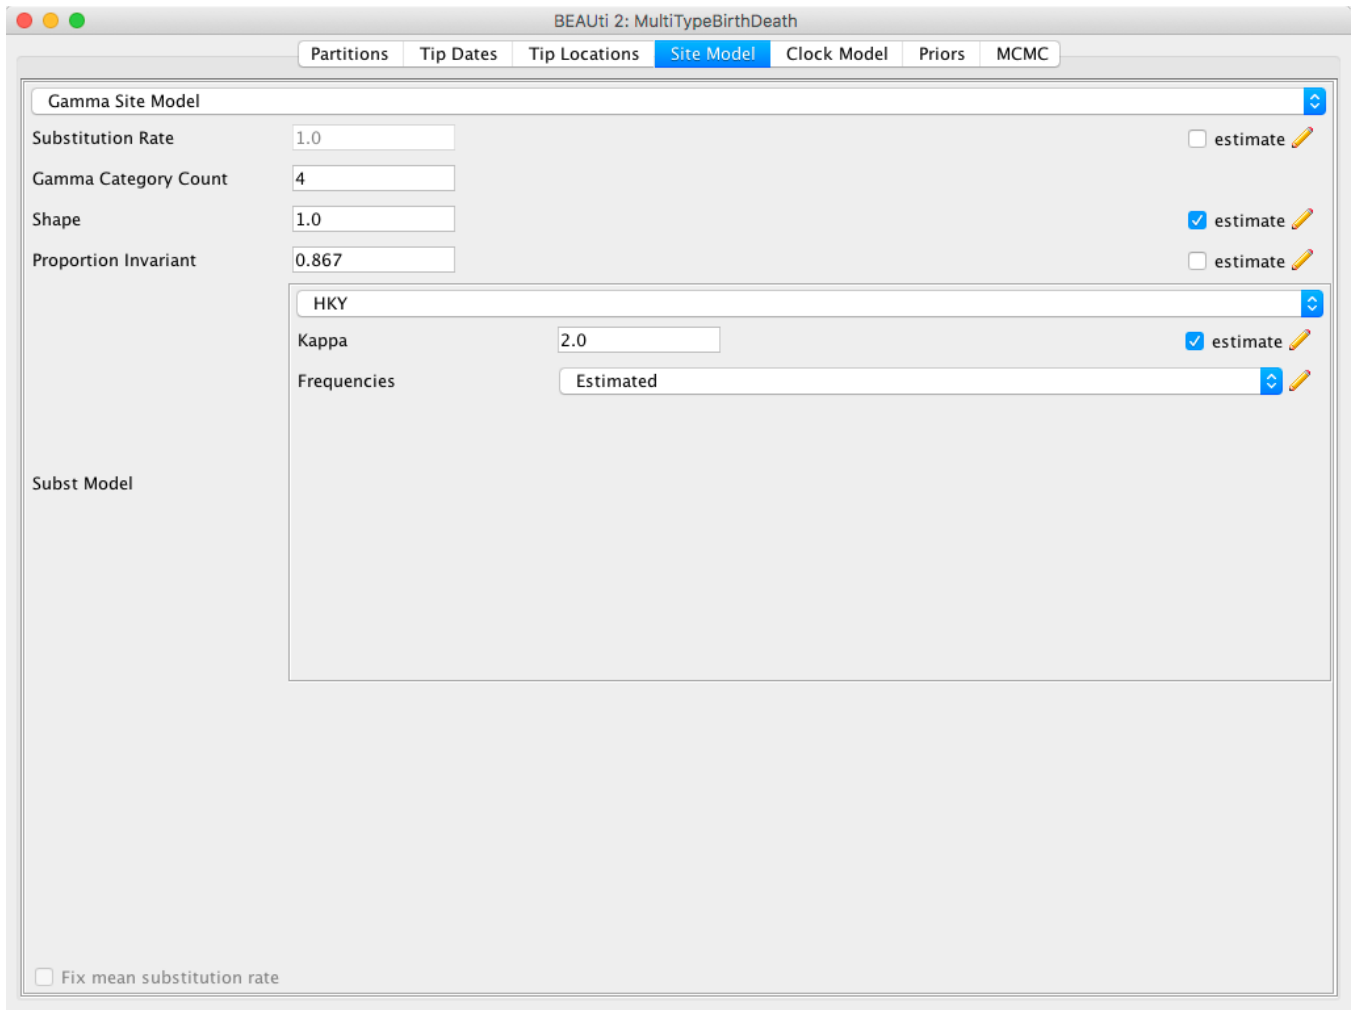 BEAUti 2: MultiTypeBirthDeath
Partitions Tip Dates Tip Locations Site Model Clock Model Priors MCMC
Gamma Site Model
Substitution Rate 1.0 estimate
Gamma Category Count 4
Shape 1.0 estimate
Proportion Invariant 0.867 estimate
HKY
Kappa 2.0 estimate
Frequencies Estimated
Subst Model
Fix mean substitution rate